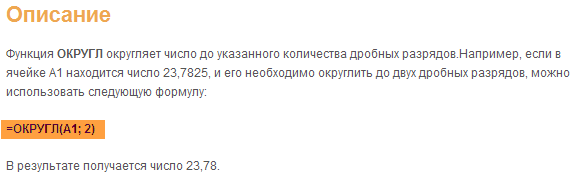 Описание
Функция ОКРУГЛ округляет число до указанного количества дробных разрядов.Например, если в
ячейке A1 находится число 23,7825, и его необходимо округлить до двух дробных разрядов, можно
использовать следующую формулу:
=ОКРУГЛ(A1; 2)
В результате получается число 23,78.